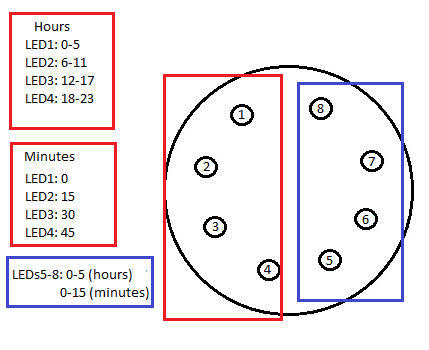 Hours
LED1: 0-5
LED2: 6-11
LED3: 12-17
LED4: 18-23
Minutes
LED1: 0
LED2: 15
LED3: 30
LED4: 45
LEDs5-8: 0-5 (hours)
0-15 (minutes)
1
2
3
4
8
7
6
5